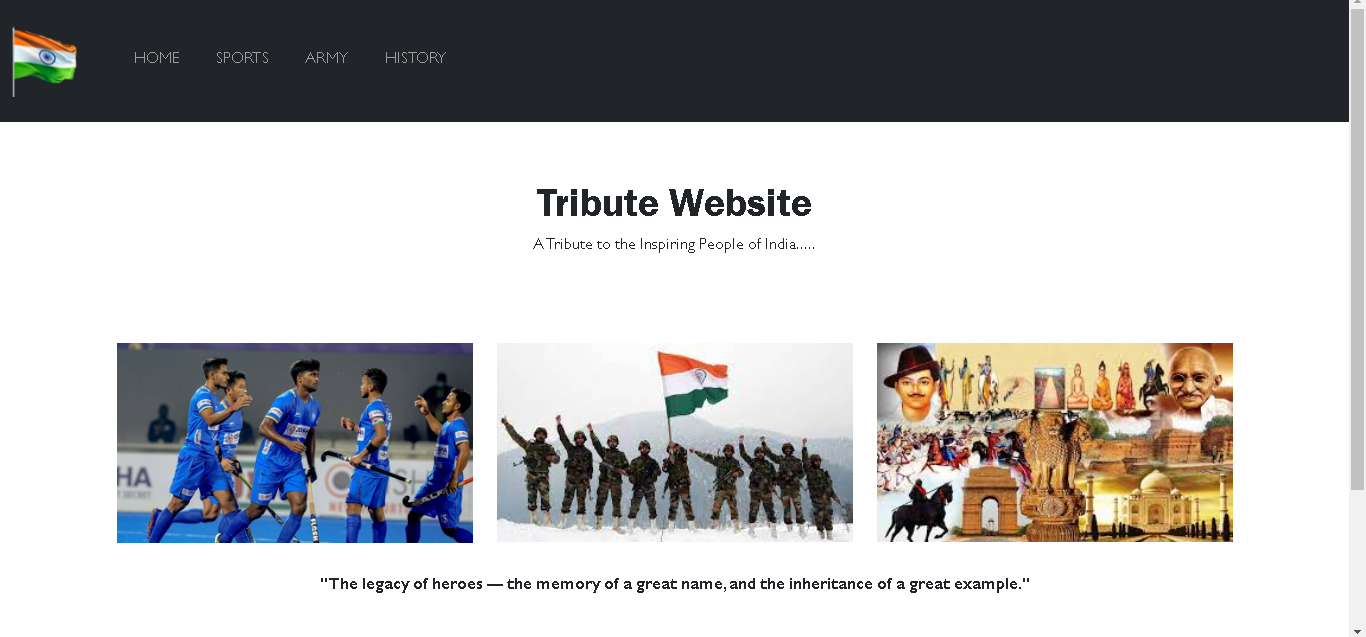 HOME SPORTS ARMY HISTORY
Tribute Website
A Tribute to the Inspiring People of India.....
"The legacy of heroes — the memory of a great name, and the inheritance of a great example."